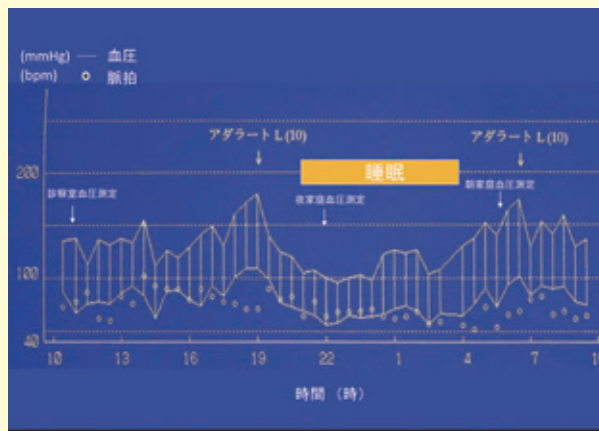 (mmHg) — 血圧
(bpm) o 脈拍
アダラートL(10)
アダラートL(10)
200
睡眠
診察室血圧測定
夜家庭血圧測定
朝家庭血圧測定
100
40
10 13 16 19 22 1 4 7 10
時間(時)